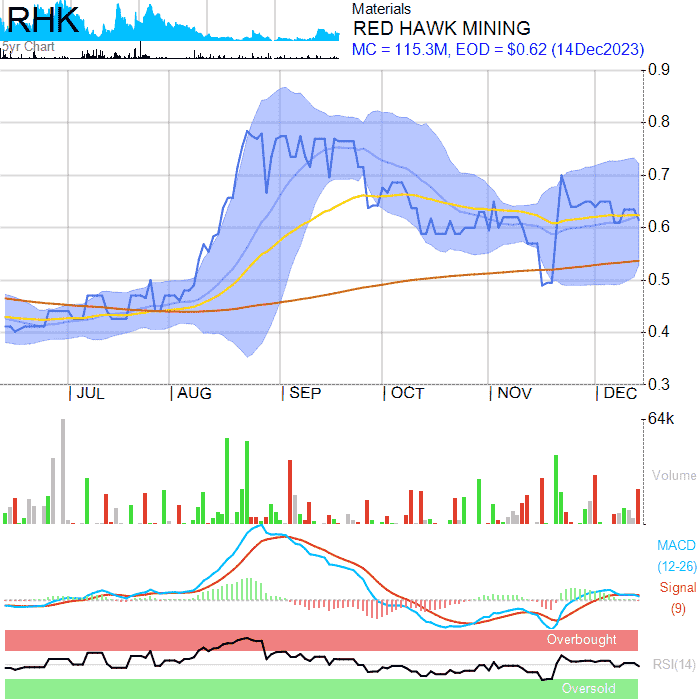 RHK
5yr Chart
Materials
RED HAWK MINING
MC = 115.3M, EOD = $0.62 (14Dec2023)
0.9
0.8
0.7
0.6
0.5
0.4
0.3
JUL AUG SEP OCT NOV DEC
64k
Volume
MACD
(12-26)
Signal
(9)
Overbought
RSI(14)
Oversold